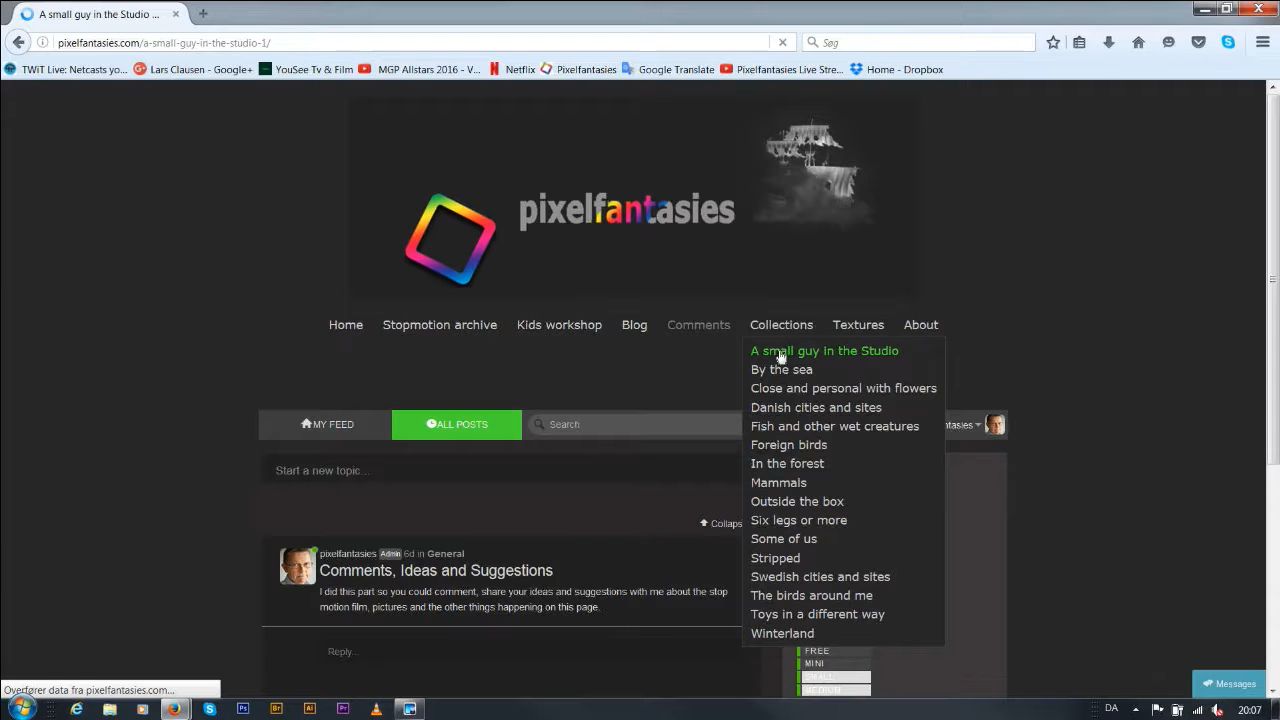 A small guy in the Studio ...
pixelfantasies.com/a-small-guy-in-the-studio-1/
Søg
TWiT Live: Netcasts yo...
Lars Clausen - Google+
YouSee Tv & Film
MGP Allstars 2016 - V...
Netflix
Pixelfantasies
Google Translate
Pixelfantasies Live Stre...
Home - Dropbox
pixelfantasies
Home
Stopmotion archive
Kids workshop
Blog
Comments
Collections
Textures
About
A small guy in the Studio
By the sea
Close and personal with flowers
Danish cities and sites
Fish and other wet creatures
Foreign birds
In the forest
Mammals
Outside the box
Six legs or more
Some of us
Stripped
Swedish cities and sites
The birds around me
Toys in a different way
Winterland
MY FEED
ALL POSTS
Search
ntasies
Start a new topic...
Collaps
pixelfantasies Admin 6d in General
Comments, Ideas and Suggestions
I did this part so you could comment, share your ideas and suggestions with me about the stop
motion film, pictures and the other things happening on this page.
Reply...
FREE
MINI
SMALL
MEDIUM
Messages
Overfører data fra pixelfantasies.com...
DA
20:07